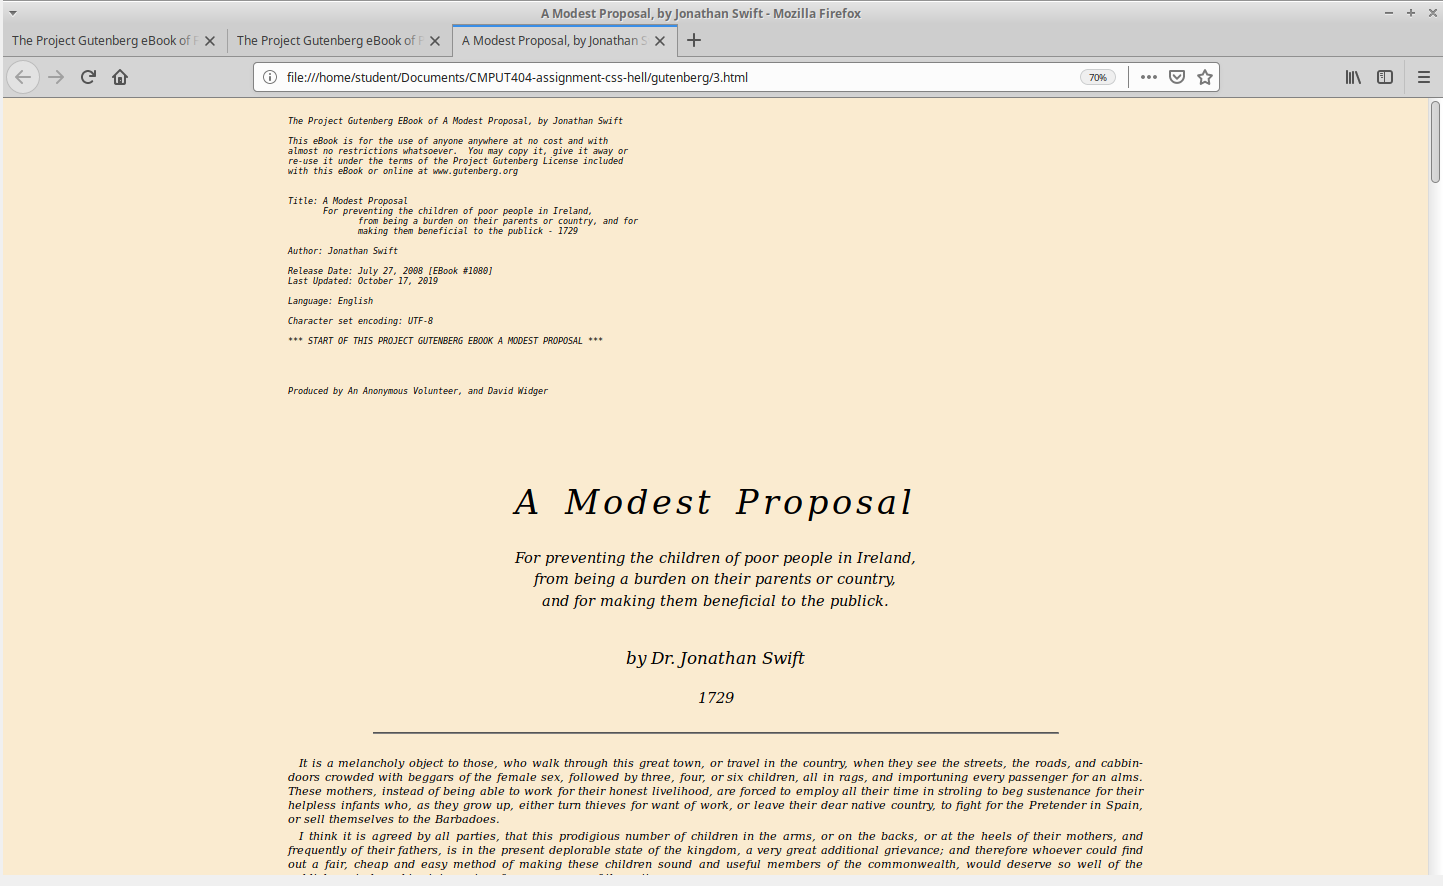 A Modest Proposal, by Jonathan Swift - Mozilla Firefox
The Project Gutenberg eBook of
The Project Gutenberg eBook of
A Modest Proposal, by Jonathan S
file:///home/student/Documents/CMPUT404-assignment-css-hell/gutenberg/3.html
70%
The Project Gutenberg EBook of A Modest Proposal, by Jonathan Swift
This eBook is for the use of anyone anywhere at no cost and with
almost no restrictions whatsoever.  You may copy it, give it away or
re-use it under the terms of the Project Gutenberg License included
with this eBook or online at www.gutenberg.org
Title: A Modest Proposal
For preventing the children of poor people in Ireland,
from being a burden on their parents or country, and for
making them beneficial to the publick - 1729
Author: Jonathan Swift
Release Date: July 27, 2008 [EBook #1080]
Last Updated: October 17, 2019
Language: English
Character set encoding: UTF-8
*** START OF THIS PROJECT GUTENBERG EBOOK A MODEST PROPOSAL ***
Produced by An Anonymous Volunteer, and David Widger
A Modest Proposal
For preventing the children of poor people in Ireland,
from being a burden on their parents or country,
and for making them beneficial to the publick.
by Dr. Jonathan Swift
1729
It is a melancholy object to those, who walk through this great town, or travel in the country, when they see the streets, the roads, and cabbin-
doors crowded with beggars of the female sex, followed by three, four, or six children, all in rags, and importuning every passenger for an alms.
These mothers, instead of being able to work for their honest livelihood, are forced to employ all their time in stroling to beg sustenance for their
helpless infants who, as they grow up, either turn thieves for want of work, or leave their dear native country, to fight for the Pretender in Spain,
or sell themselves to the Barbadoes.
I think it is agreed by all parties, that this prodigious number of children in the arms, or on the backs, or at the heels of their mothers, and
frequently of their fathers, is in the present deplorable state of the kingdom, a very great additional grievance; and therefore whoever could find
out a fair, cheap and easy method of making these children sound and useful members of the commonwealth, would deserve so well of the